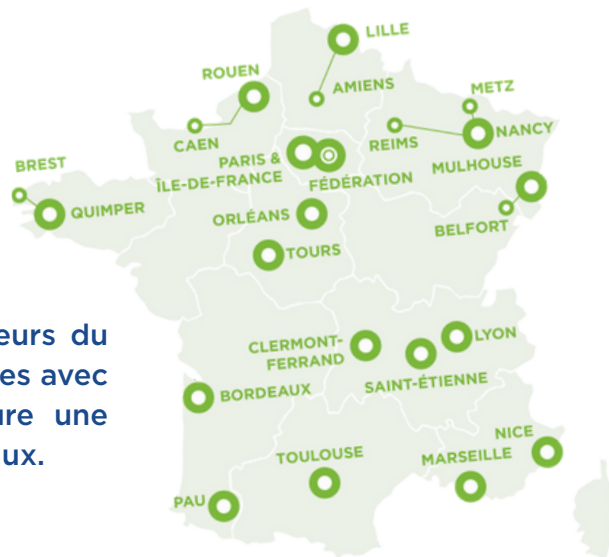 LILLE
ROUEN
AMIENS
METZ
CAEN
REIMS
NANCY
PARIS &
ÎLE-DE-FRANCE
FÉDÉRATION
MULHOUSE
BREST
QUIMPER
ORLÉANS
BELFORT
TOURS
eurs du
es avec
ure une
ux.
CLERMONT-
FERRAND
LYON
SAINT-ÉTIENNE
BORDEAUX
TOULOUSE
NICE
MARSEILLE
PAU